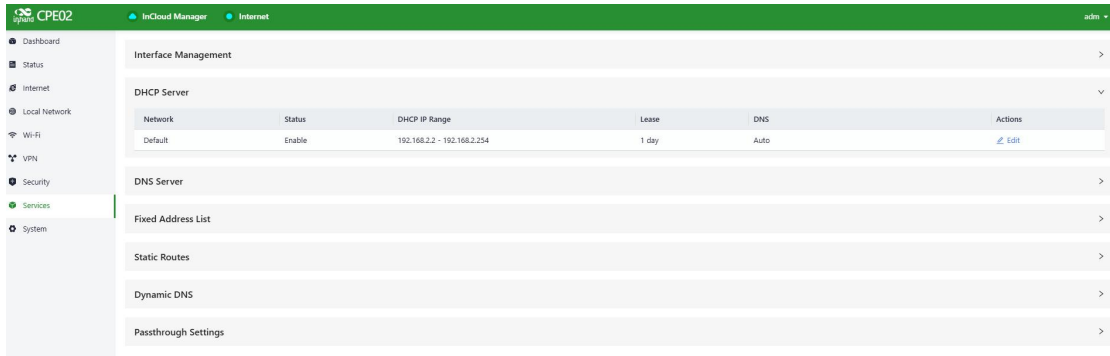 inhand CPE02
InCloud Manager Internet adm
Dashboard
Status
Internet
Local Network
Wi-Fi
VPN
Security
Services
System
Interface Management
DHCP Server
Network Status DHCP IP Range Lease DNS Actions
Default Enable 192.168.2.2 - 192.168.2.254 1 day Auto Edit
DNS Server
Fixed Address List
Static Routes
Dynamic DNS
Passthrough Settings